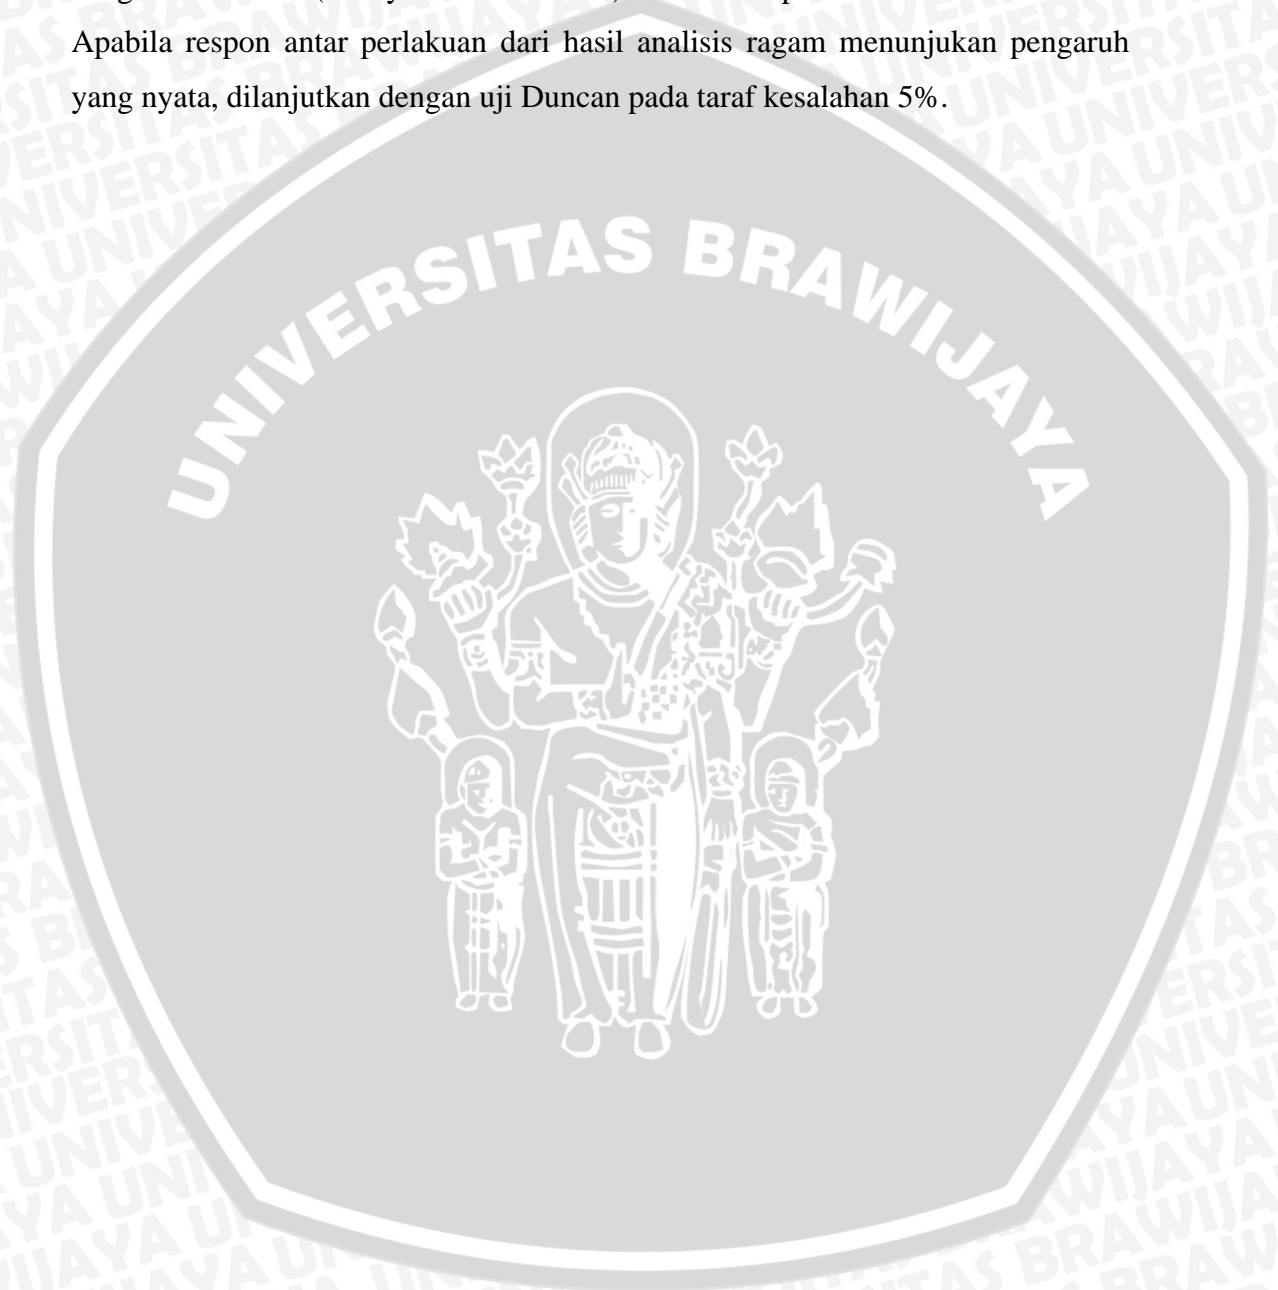 Apabila respon antar perlakuan dari hasil analisis ragam menunjukan pengaruh
yang nyata, dilanjutkan dengan uji Duncan pada taraf kesalahan 5%.
UNIVERSITAS BRAWIJAYA